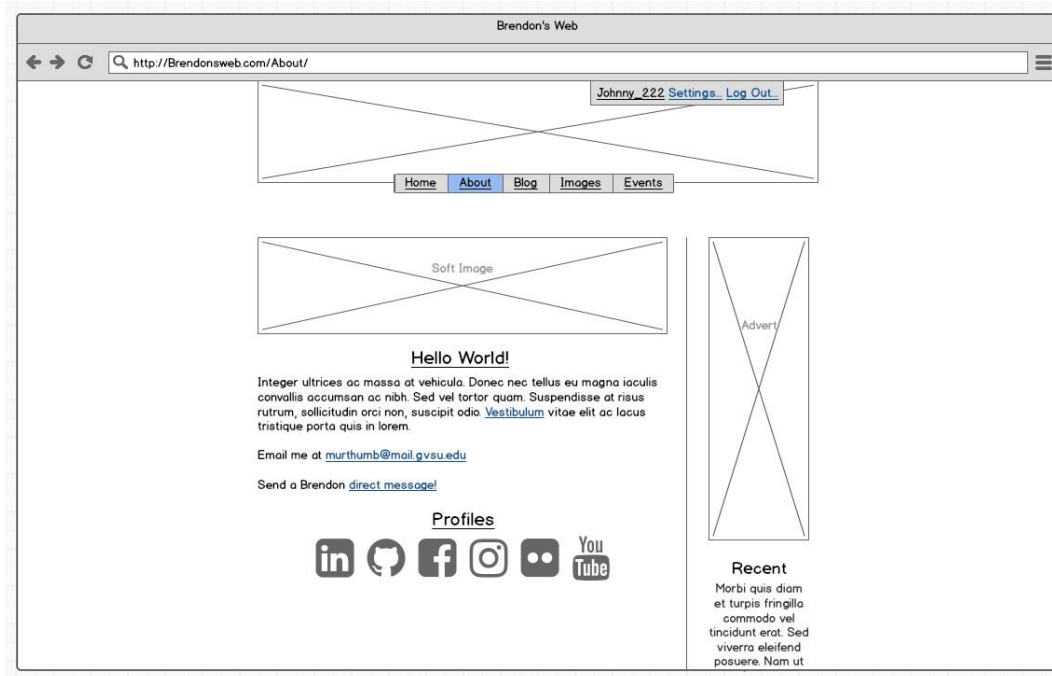 Brendon's Web
http://Brendonsweb.com/About/
Johnny_222 Settings... Log Out...
Home About Blog Images Events
Soft Image
Advert
Hello World!
Integer ultrices ac massa at vehicula. Donec nec tellus eu magna iaculis
convallis accumsan ac nibh. Sed vel tortor quam. Suspendisse at risus
rutrum, sollicitudin orci non, suscipit odio. Vestibulum vitae elit ac lacus
tristique porta quis in lorem.
Email me at murthumb@mail.gvsu.edu
Send a Brendon direct message!
Profiles
in
You
Tube
Recent
Morbi quis diam
et turpis fringilla
commodo vel
tincidunt erat. Sed
viverra eleifend
posuere. Nam ut